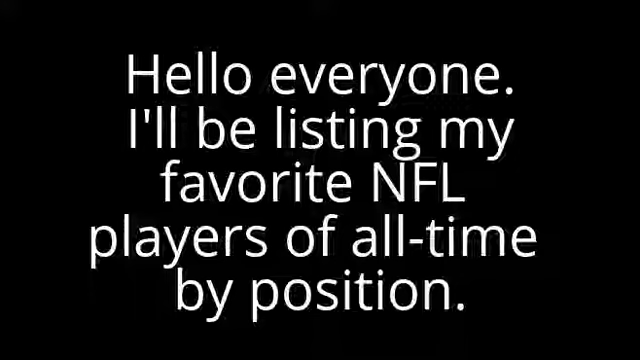 Hello everyone.
I'll be listing my
favorite NFL
players of all-time
by position.